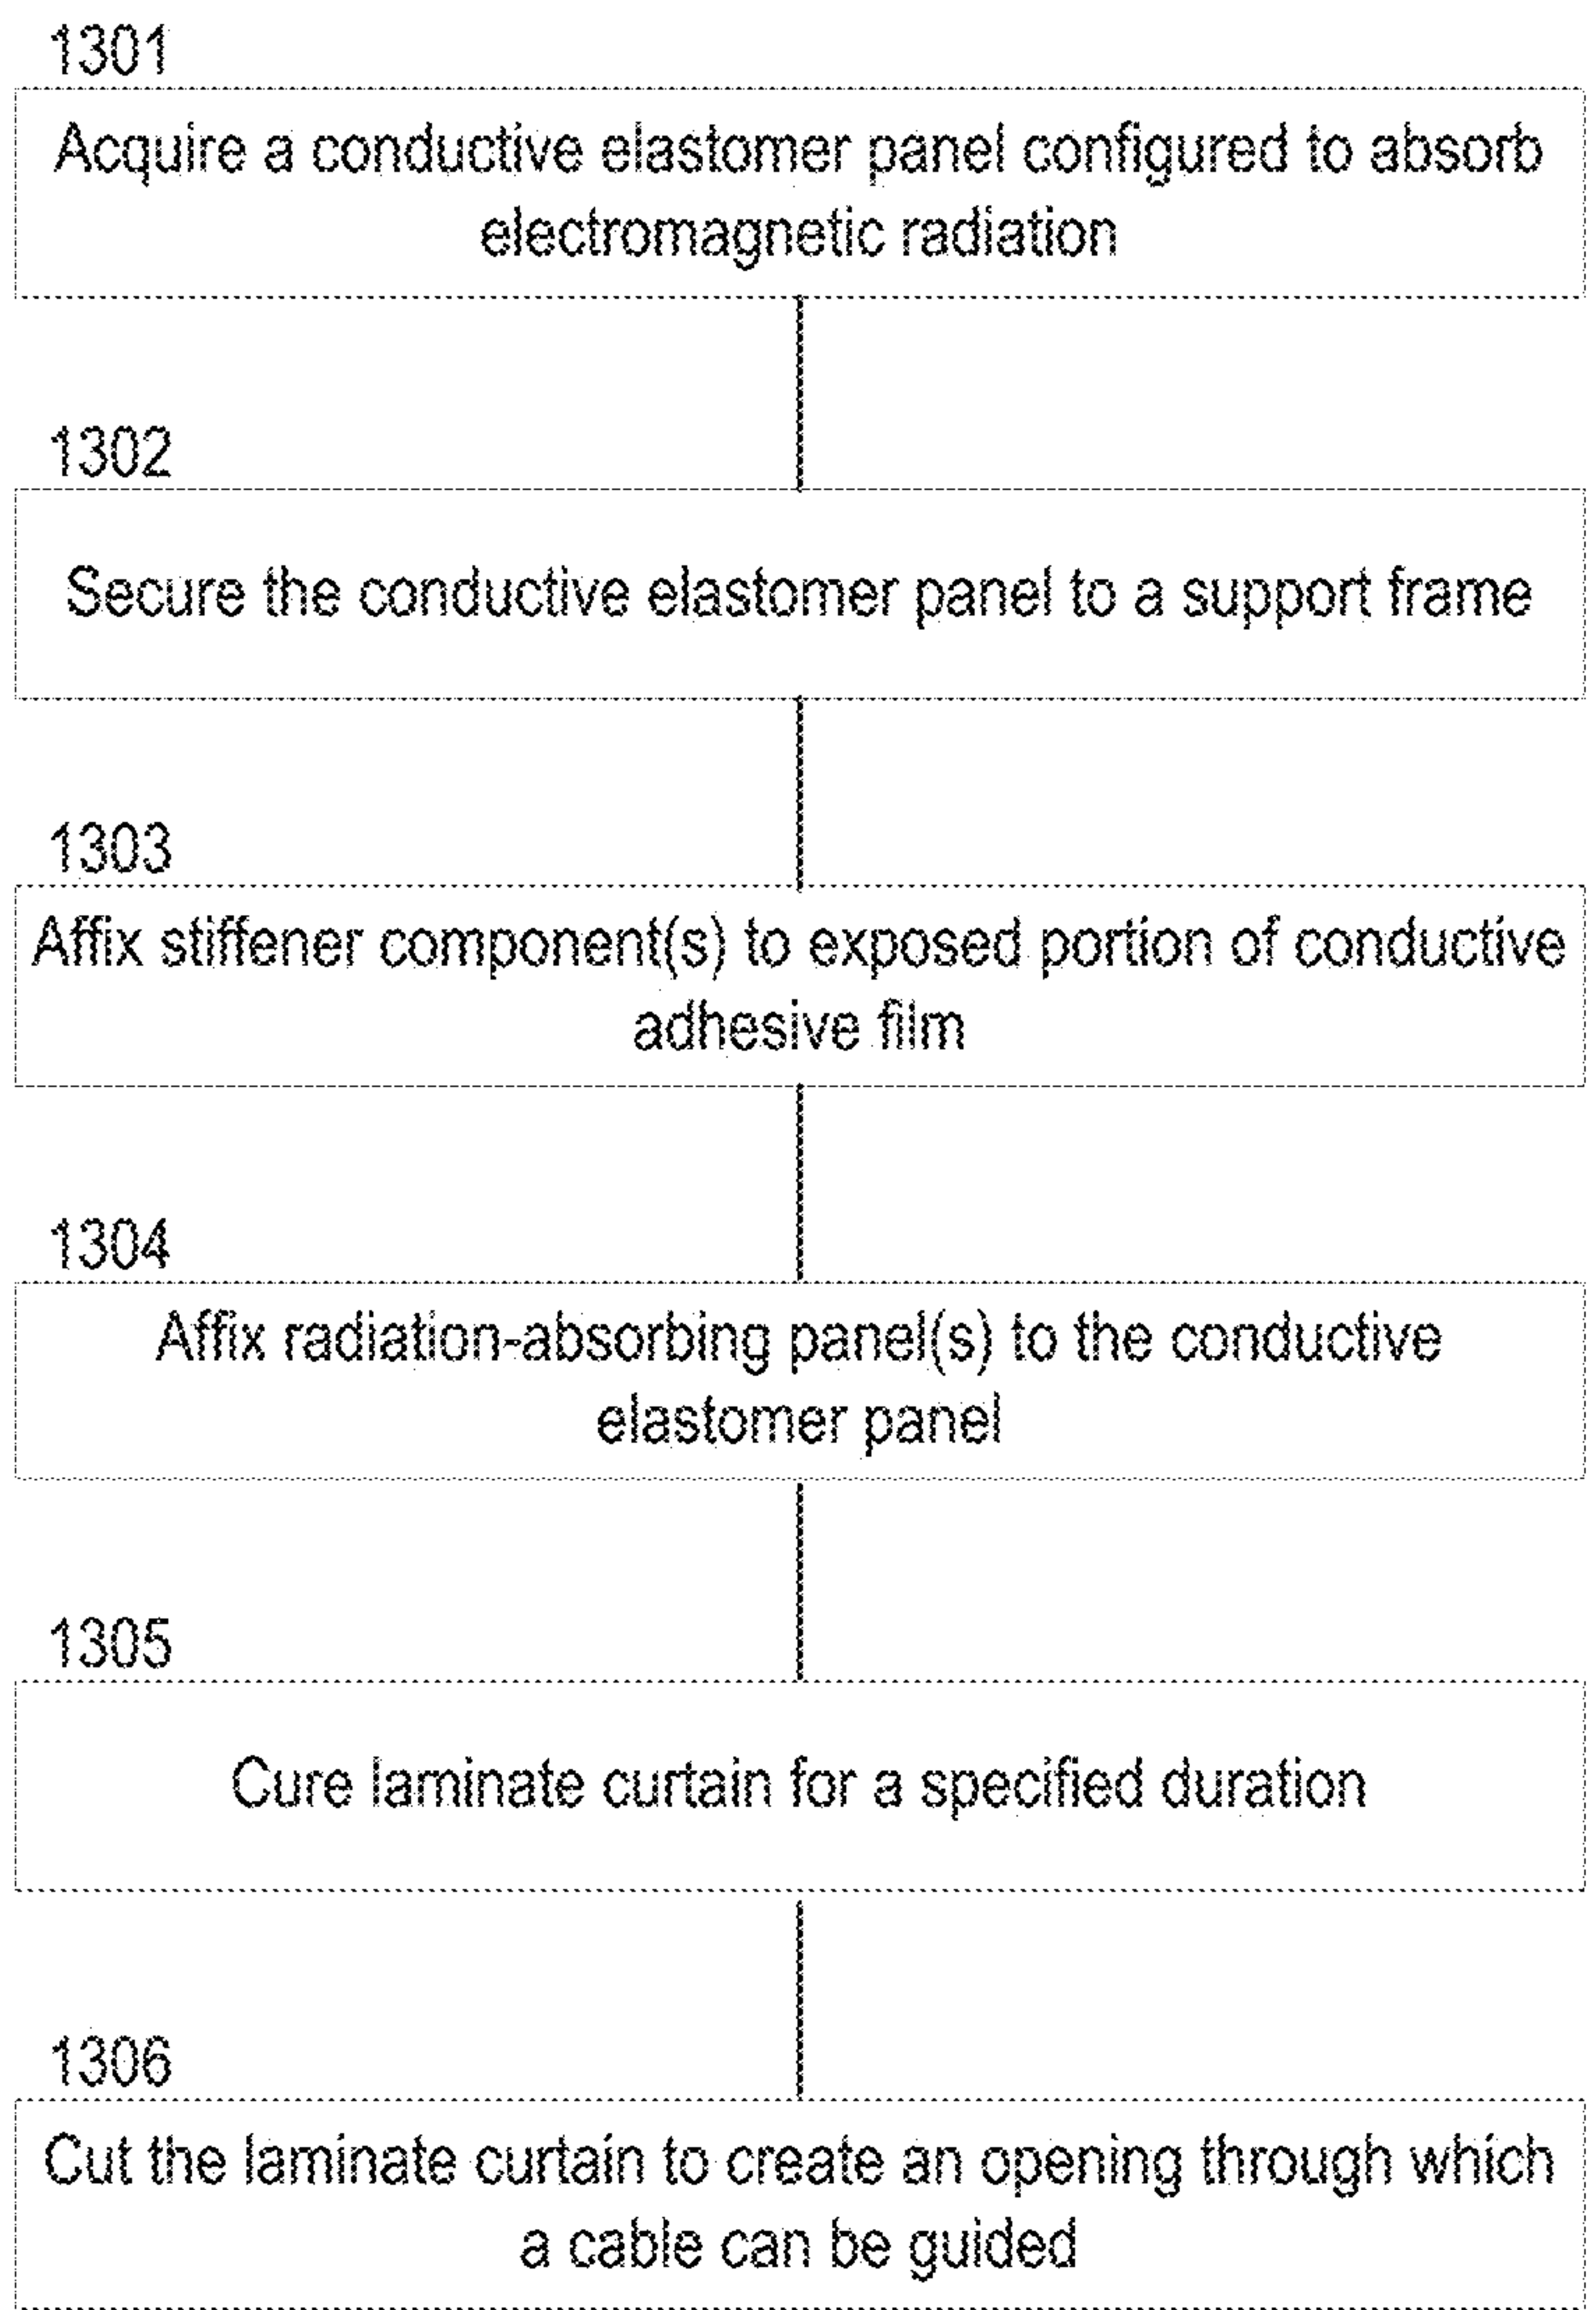 1301
Acquire a conductive elastomer panel configured to absorb
electromagnetic radiation
1302
Secure the conductive elastomer panel to a support frame
1303
Affix stiffener component(s) to exposed portion of conductive
adhesive film
1304
Affix radiation-absorbing panel(s) to the conductive
elastomer panel
1305
Cure laminate curtain for a specified duration
1306
Cut the laminate curtain to create an opening through which
a cable can be guided